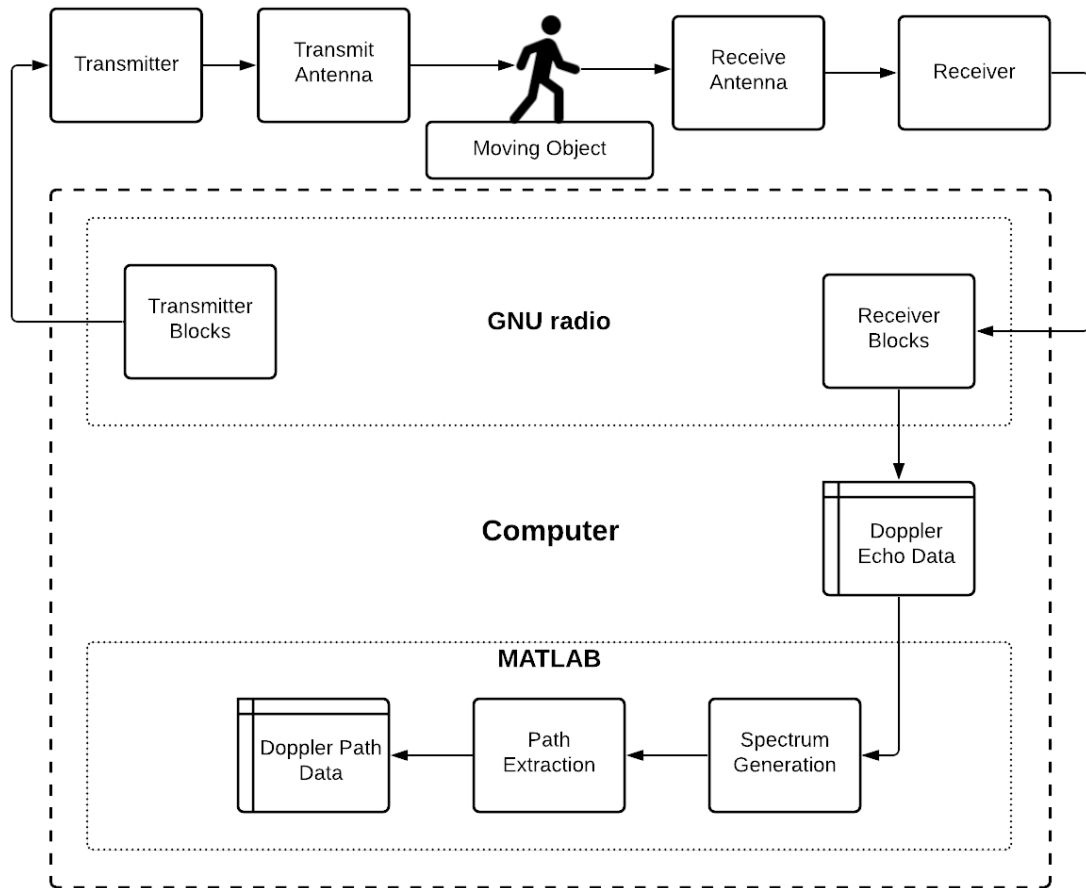 Transmitter
Transmit
Antenna
Moving Object
Receive
Antenna
Receiver
Transmitter
Blocks
GNU radio
Receiver
Blocks
Computer
Doppler
Echo Data
MATLAB
Doppler Path
Data
Path
Extraction
Spectrum
Generation